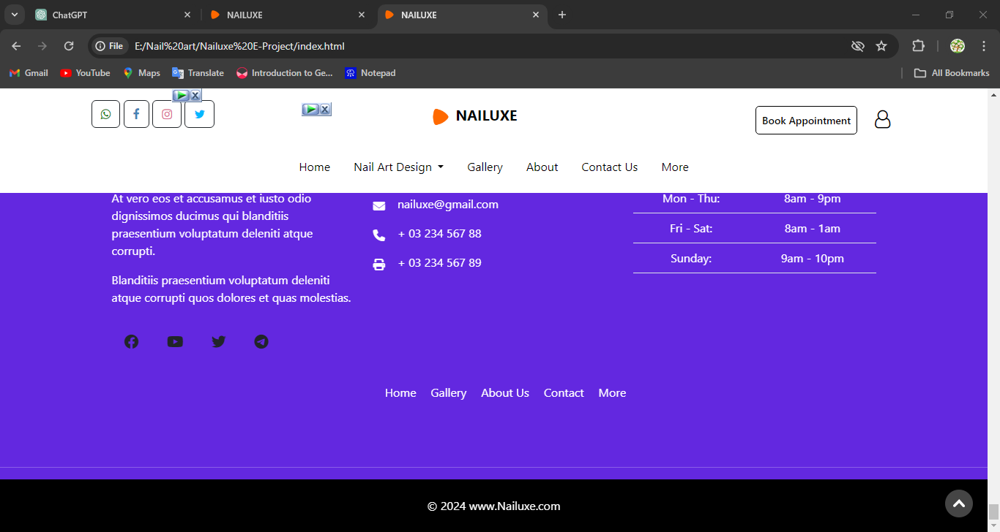 ChatGPT
NAILUXE
NAILUXE
File
E:/Nail%20art/Nailuxe%20E-Project/index.html
Gmail
YouTube
Maps
Translate
Introduction to Ge...
Notepad
All Bookmarks
NAILUXE
Book Appointment
Home
Nail Art Design
Gallery
About
Contact Us
More
At vero eos et accusamus et iusto odio
dignissimos ducimus qui blanditiis
praesentium voluptatum deleniti atque
corrupti.
Blanditiis praesentium voluptatum deleniti
atque corrupti quos dolores et quas molestias.
nailuxe@gmail.com
+ 03 234 567 88
+ 03 234 567 89
Mon - Thu: 8am - 9pm
Fri - Sat: 8am - 1am
Sunday: 9am - 10pm
Home Gallery About Us Contact More
© 2024 www.Nailuxe.com